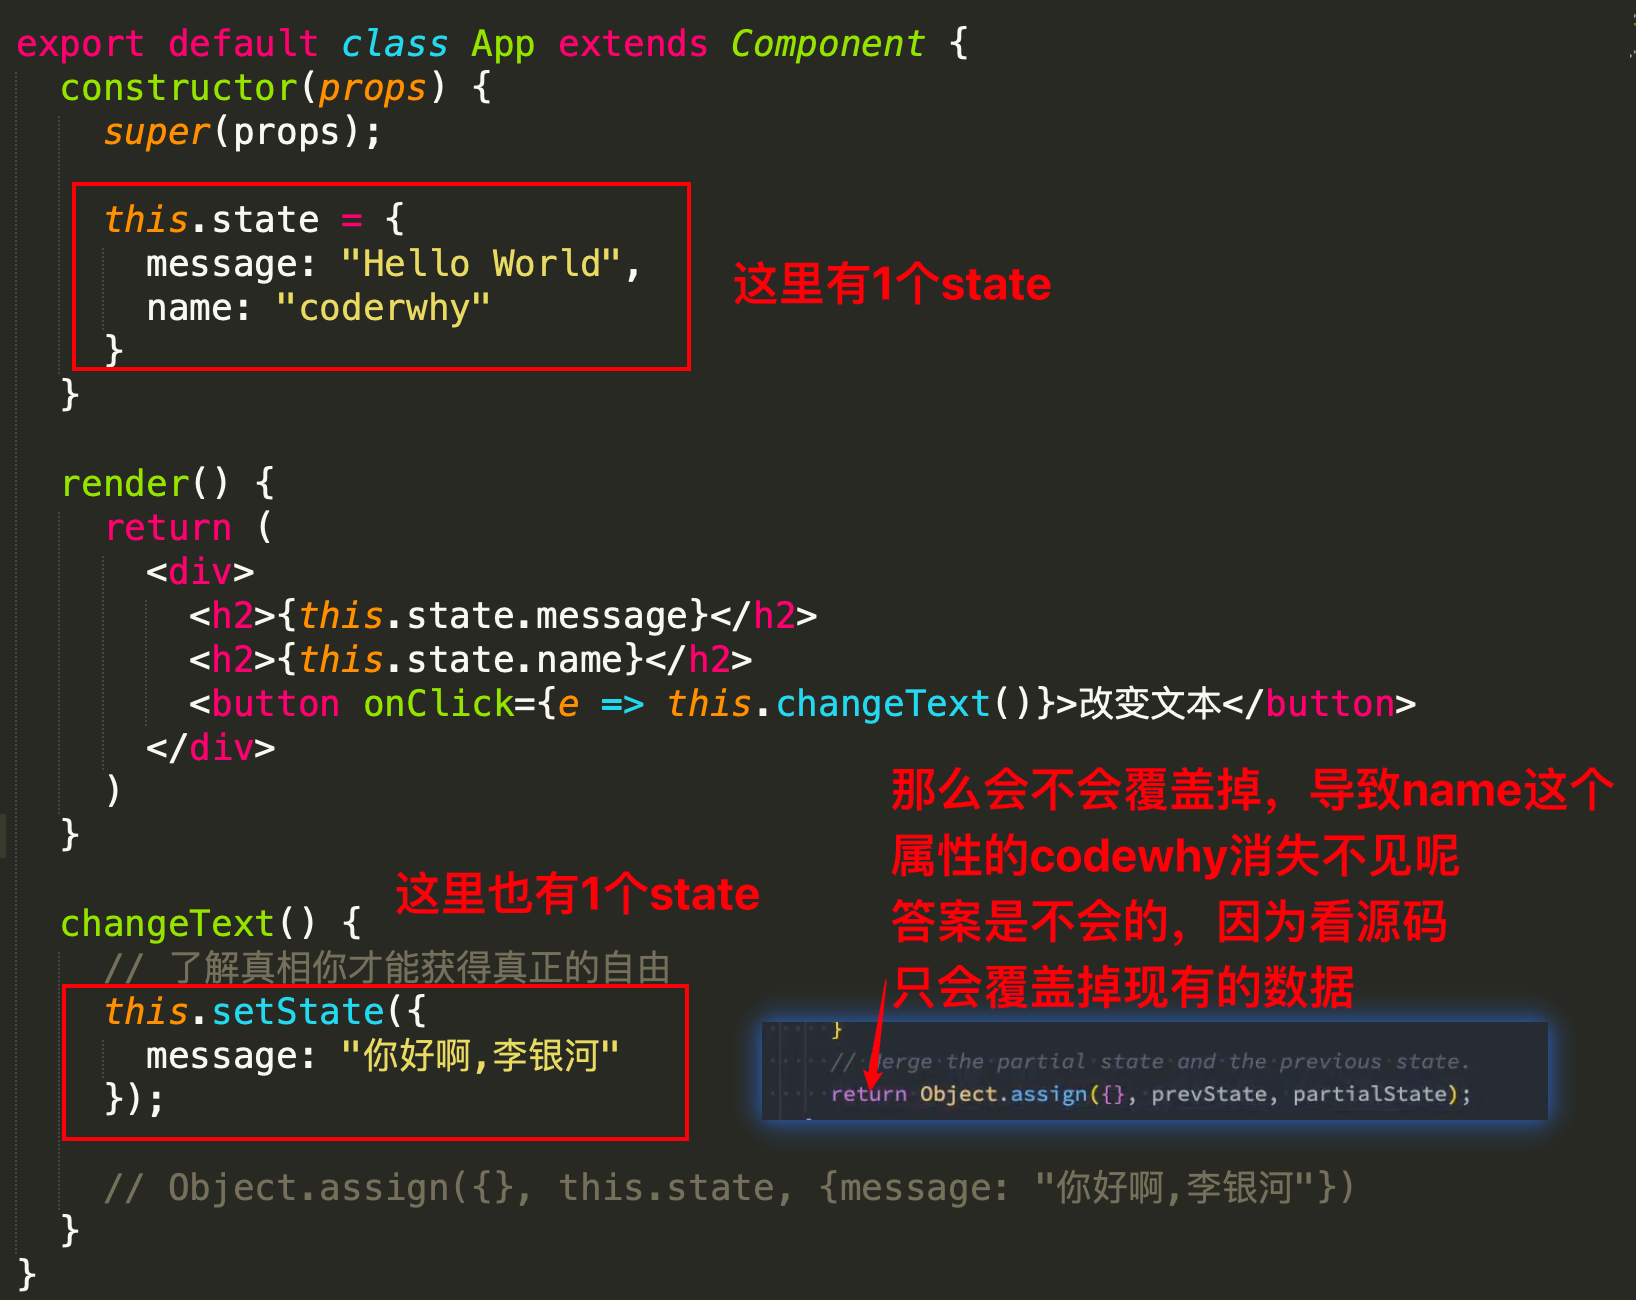 export default class App extends Component {
constructor(props) {
super(props);
this.state = {
message: "Hello World",
name: "coderwhy"
这里有1个state
}
}
render() {
return (
<div>
<h2>{this.state.message}</h2>
<h2>{this.state.name}</h2>
<button onClick={e => this.changeText()}>改变文本</button>
</div>
)
}
那么会不会覆盖掉，导致name这个
属性的codewhy消失不见呢
答案是不会的，因为看源码
只会覆盖掉现有的数据
这里也有1个state
changeText() {
// 了解真相你才能获得真正的自由
this.setState({
message: "你好啊,李银河"
});
}
// erge the partial state and the previous state.
return Object.assign({}, prevState, partialState);
// Object.assign({}, this.state, {message: "你好啊,李银河"})
}
}